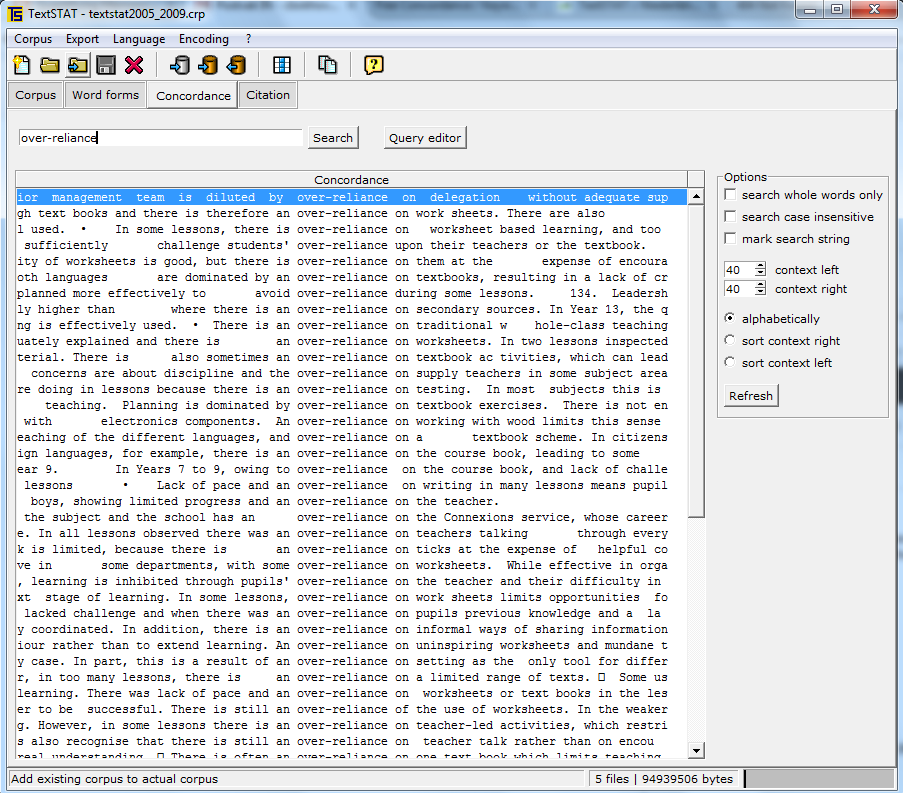 TextSTAT - textstat2005_2009.crp
Corpus Export Language Encoding ?
Corpus Word forms Concordance Citation
over-reliance Search Query editor
Concordance
ior management team is diluted by over-reliance on delegation without adequate sup
gh text books and there is therefore an over-reliance on work sheets. There are also
l used. • In some lessons, there is over-reliance on worksheet based learning, and too
sufficiently challenge students' over-reliance upon their teachers or the textbook.
ity of worksheets is good, but there is over-reliance on them at the expense of encoura
oth languages are dominated by an over-reliance on textbooks, resulting in a lack of cr
planned more effectively to avoid over-reliance during some lessons. 134. Leadersh
ly higher than where there is an over-reliance on secondary sources. In Year 13, the q
ng is effectively used. • There is an over-reliance on traditional w hole-class teaching
uately explained and there is an over-reliance on worksheets. In two lessons inspected
terial. There is also sometimes an over-reliance on textbook ac tivities, which can lead
concerns are about discipline and the over-reliance on supply teachers in some subject area
re doing in lessons because there is an over-reliance on testing. In most subjects this is
teaching. Planning is dominated by over-reliance on textbook exercises. There is not en
with electronics components. An over-reliance on working with wood limits this sense
eaching of the different languages, and over-reliance on a textbook scheme. In citizens
ign languages, for example, there is an over-reliance on the course book, leading to some
ear 9. In Years 7 to 9, owing to over-reliance on the course book, and lack of challe
lessons • Lack of pace and an over-reliance on writing in many lessons means pupil
boys, showing limited progress and an over-reliance on the teacher.
the subject and the school has an over-reliance on the Connexions service, whose career
e. In all lessons observed there was an over-reliance on teachers talking through every
k is limited, because there is an over-reliance on ticks at the expense of helpful co
ve in some departments, with some over-reliance on worksheets. While effective in orga
, learning is inhibited through pupils' over-reliance on the teacher and their difficulty in
xt stage of learning. In some lessons, over-reliance on work sheets limits opportunities fo
lacked challenge and when there was an over-reliance on pupils previous knowledge and a la
y coordinated. In addition, there is an over-reliance on informal ways of sharing information
iour rather than to extend learning. An over-reliance on uninspiring worksheets and mundane t
y case. In part, this is a result of an over-reliance on setting as the only tool for differ
r, in too many lessons, there is an over-reliance on a limited range of texts. Some us
learning. There was lack of pace and an over-reliance on worksheets or text books in the les
er to be successful. There is still an over-reliance of the use of worksheets. In the weaker
g. However, in some lessons there is an over-reliance on teacher-led activities, which restri
s also recognise that there is still an over-reliance on teacher talk rather than on encou
real understanding. There is often an over-reliance on one text book which limits teaching
Options
search whole words only
search case insensitive
mark search string
40 context left
40 context right
alphabetically
sort context right
sort context left
Refresh
Add existing corpus to actual corpus 5 files | 94939506 bytes